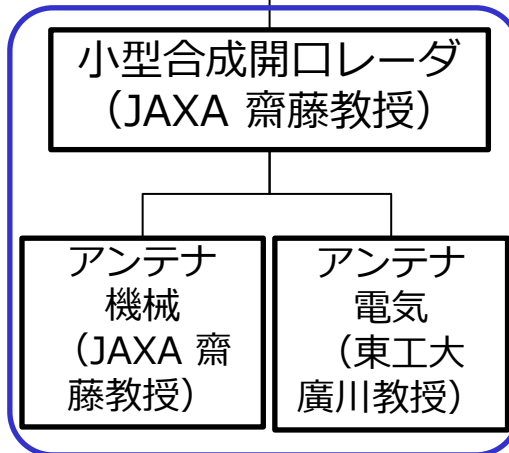 小型合成開口レーダ
（JAXA 齋藤教授）
アンテナ
機械
（JAXA 齋
藤教授）
アンテナ
電気
（東工大
廣川教授）